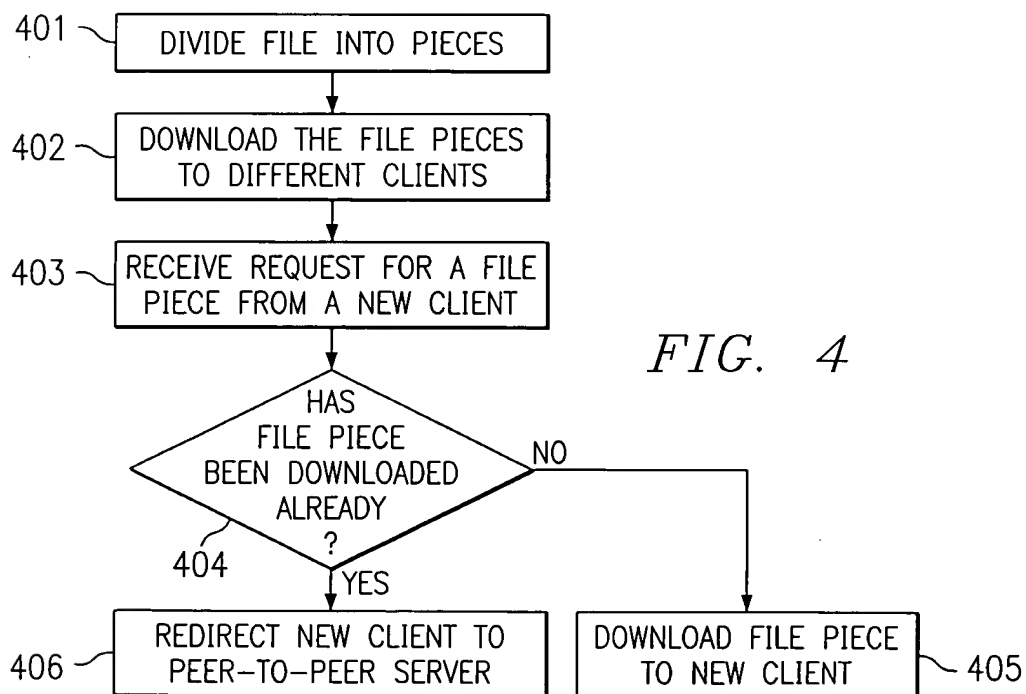 401
DIVIDE FILE INTO PIECES
402
DOWNLOAD THE FILE PIECES
TO DIFFERENT CLIENTS
403
RECEIVE REQUEST FOR A FILE
PIECE FROM A NEW CLIENT
FIG. 4
HAS
FILE PIECE
BEEN DOWNLOADED
ALREADY
?
404
NO
YES
406
REDIRECT NEW CLIENT TO
PEER-TO-PEER SERVER
DOWNLOAD FILE PIECE
TO NEW CLIENT
405